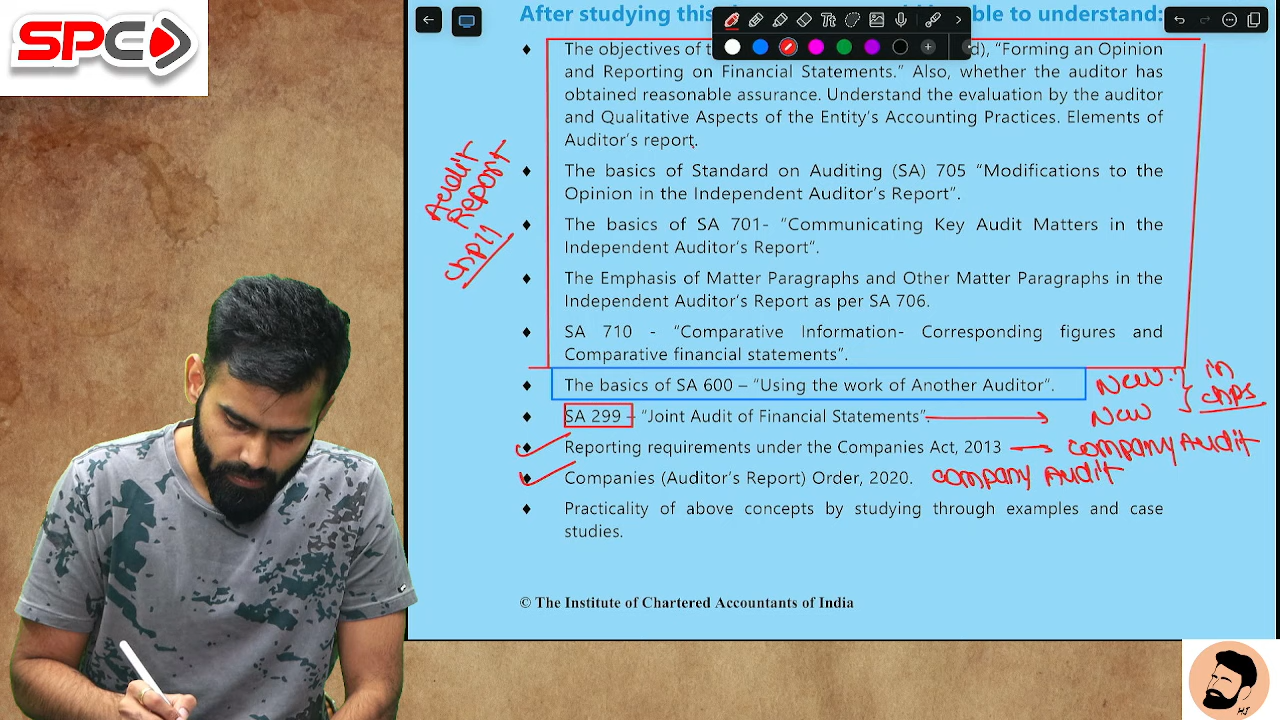 SPC
After studying this
ble to understand:
The objectives of t
d), “Forming an Opinion
and Reporting on Financial Statements.” Also, whether the auditor has
obtained reasonable assurance. Understand the evaluation by the auditor
and Qualitative Aspects of the Entity’s Accounting Practices. Elements of
Auditor’s report.
The basics of Standard on Auditing (SA) 705 “Modifications to the
Opinion in the Independent Auditor’s Report”.
The basics of SA 701- “Communicating Key Audit Matters in the
Independent Auditor’s Report”.
The Emphasis of Matter Paragraphs and Other Matter Paragraphs in the
Independent Auditor’s Report as per SA 706.
SA 710 - “Comparative Information- Corresponding figures and
Comparative financial statements”.
Audit
Report
The basics of SA 600 – “Using the work of Another Auditor”.
New
in
SA 299 – “Joint Audit of Financial Statements”.
New
chps
Reporting requirements under the Companies Act, 2013
company Audit
Companies (Auditor’s Report) Order, 2020.
company Audit
Practicality of above concepts by studying through examples and case
studies.
© The Institute of Chartered Accountants of India
HJ